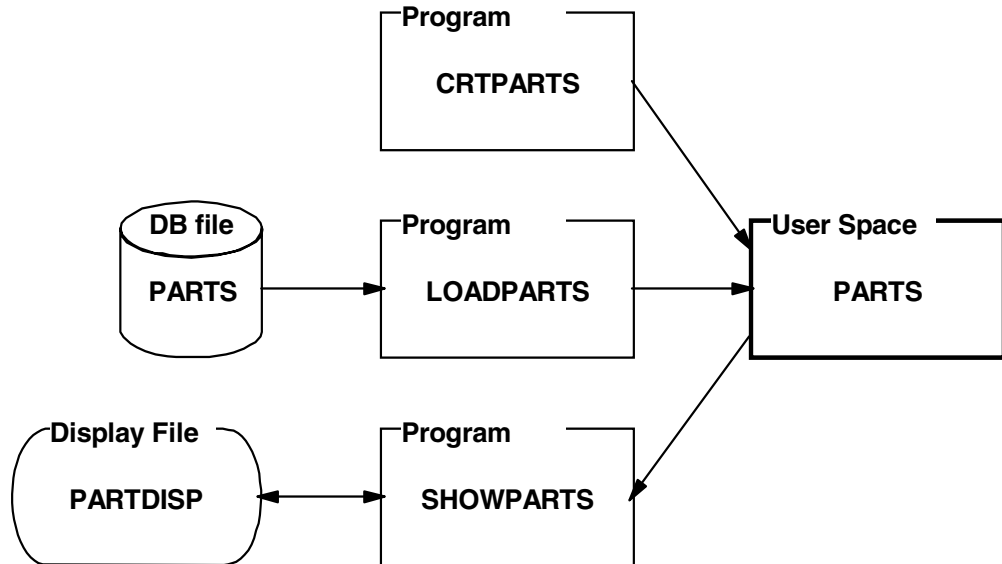 Program
CRTPARTS
DB file
PARTS
Program
LOADPARTS
User Space
PARTS
Display File
PARTDISP
Program
SHOWPARTS